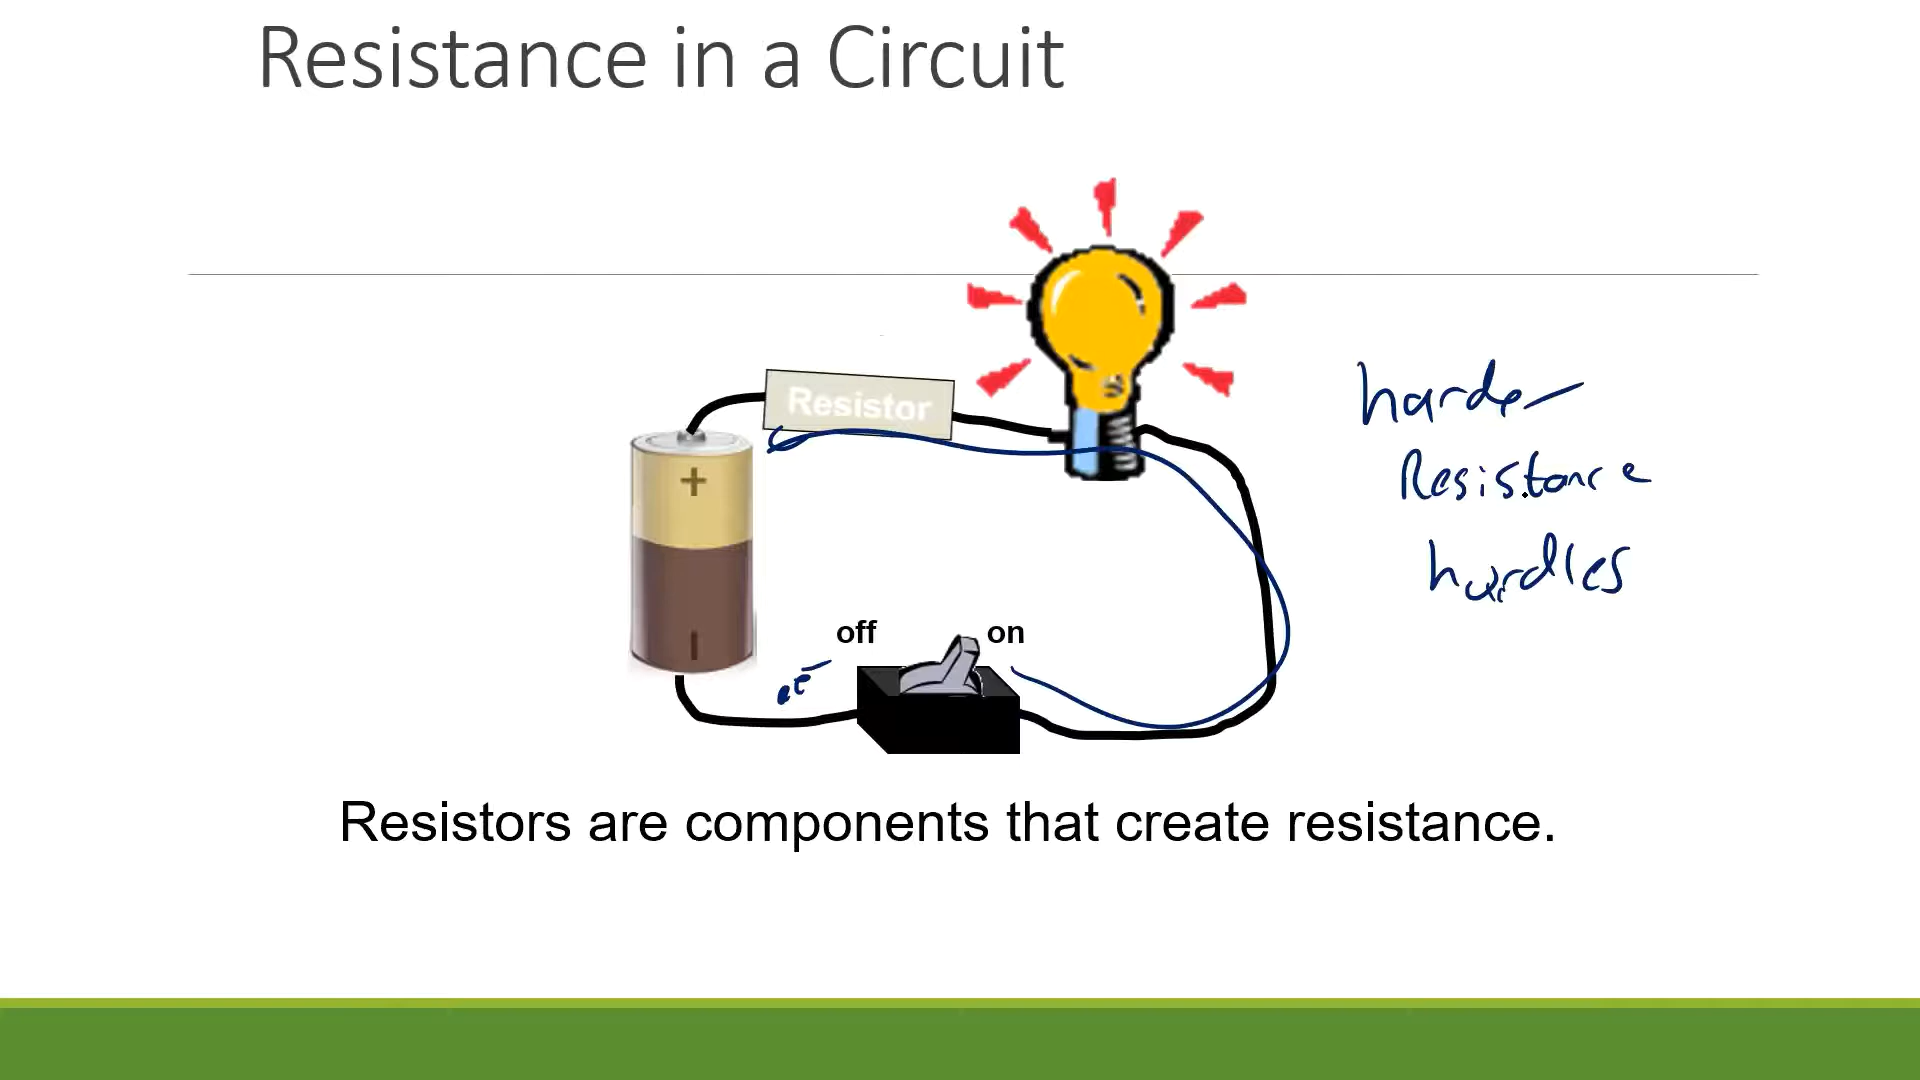 Resistance in a Circuit
Resistor
+
harder
Resistance
hurdles
off
on
e-
Resistors are components that create resistance.